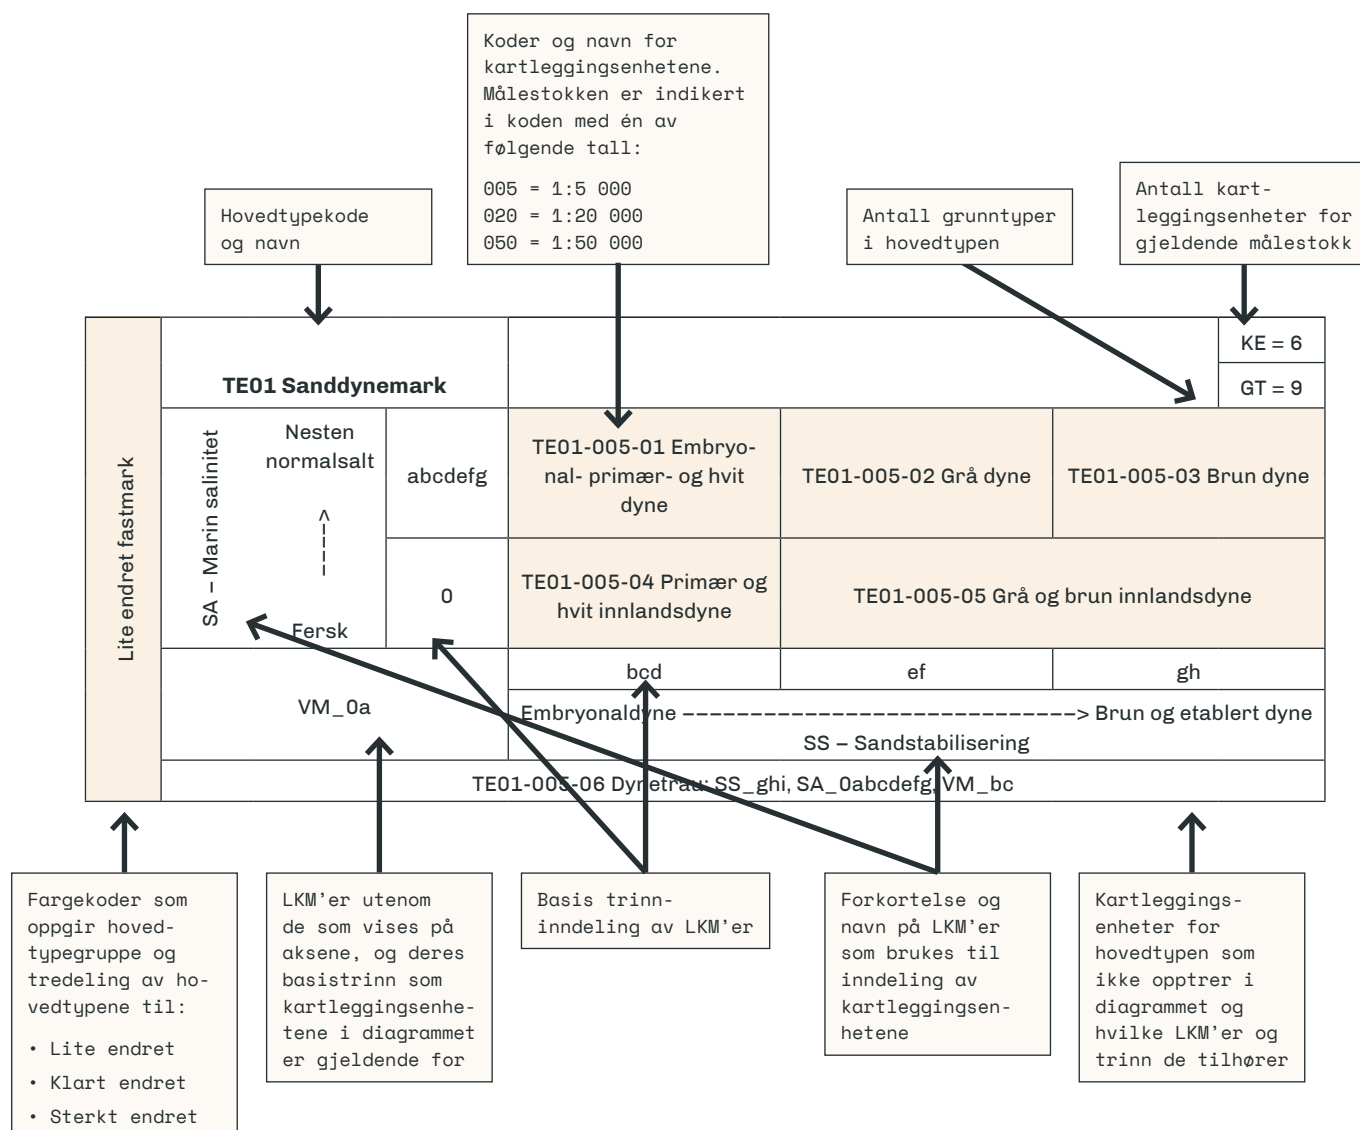 Koder og navn for
kartleggingsenhetene.
Målestokken er indikert
i koden med én av
følgende tall:
005 = 1:5 000
020 = 1:20 000
050 = 1:50 000
Hovedtypekode
og navn
Antall grunntyper
i hovedtypen
Antall kart-
leggingsenheter for
gjeldende målestokk
Lite endret fastmark
TE01 Sanddynemark
KE = 6
GT = 9
SA – Marin salinitet
Nesten
normalsalt
----->
Fersk
abcdefg
0
TE01-005-01 Embryo-
nal- primær- og hvit
dyne
TE01-005-02 Grå dyne
TE01-005-03 Brun dyne
TE01-005-04 Primær og
hvit innlandsdyne
TE01-005-05 Grå og brun innlandsdyne
bcd
ef
gh
VM_0a
Embryonaldyne -----------------------------> Brun og etablert dyne
SS – Sandstabilisering
TE01-005-06 Dynetrau: SS_ghi, SA_0abcdefg, VM_bc
Fargekoder som
oppgir hoved-
typegruppe og
tredeling av ho-
vedtypene til:
• Lite endret
• Klart endret
• Sterkt endret
LKM'er utenom
de som vises på
aksene, og deres
basistrinn som
kartleggingsenhe-
tene i diagrammet
er gjeldende for
Basis trinn-
inndeling av LKM'er
Forkortelse og
navn på LKM'er
som brukes til
inndeling av
kartleggingsen-
hetene
Kartleggings-
enheter for
hovedtypen som
ikke opptrer i
diagrammet og
hvilke LKM'er og
trinn de tilhører